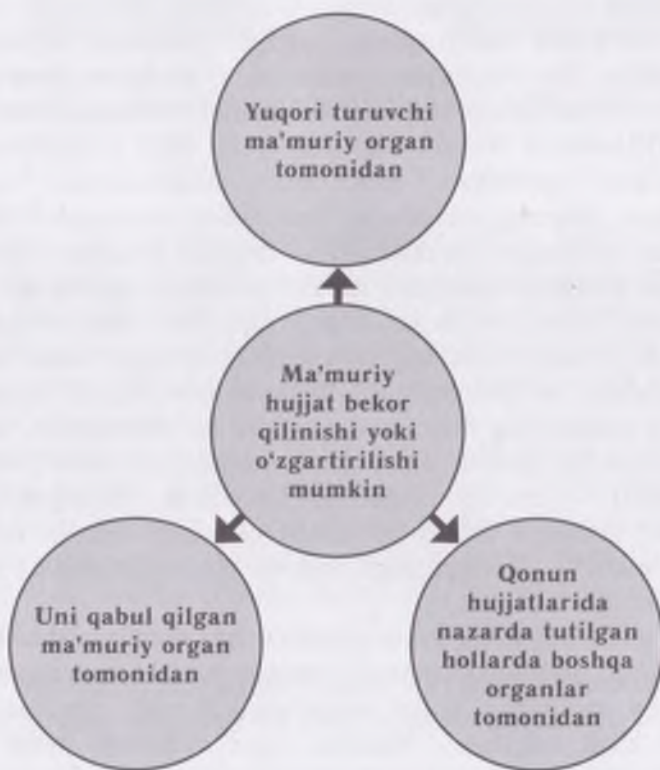 Yuqori turuvchi
ma'muriy organ
tomonidan
Ma'muriy
hujjat bekor
qilinishi yoki
o'zgartirilishi
mumkin
Uni qabul qilgan
ma'muriy organ
tomonidan
Qonun
hujjatlarida
nazarda tutilgan
hollarda boshqa
organlar
tomonidan